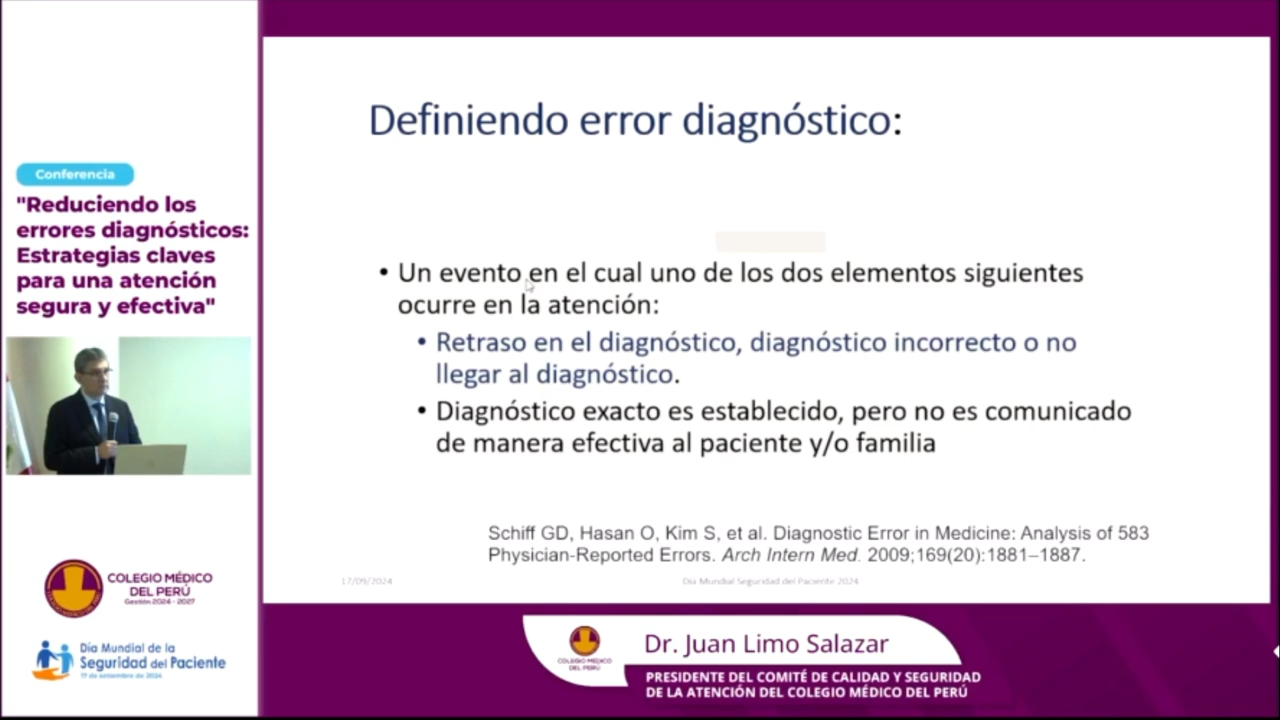 Conferencia
"Reduciendo los
errores diagnósticos:
Estrategias claves
para una atención
segura y efectiva"
COLEGIO MÉDICO
DEL PERÚ
Gestión 2024 - 2027
Día Mundial de la
Seguridad del Paciente
17 de setiembre de 2024
Definiendo error diagnóstico:
• Un evento en el cual uno de los dos elementos siguientes
ocurre en la atención:
• Retraso en el diagnóstico, diagnóstico incorrecto o no
llegar al diagnóstico.
• Diagnóstico exacto es establecido, pero no es comunicado
de manera efectiva al paciente y/o familia
Schiff GD, Hasan O, Kim S, et al. Diagnostic Error in Medicine: Analysis of 583
Physician-Reported Errors. Arch Intern Med. 2009;169(20):1881–1887.
17/09/2024
Día Mundial Seguridad del Paciente 2024
COLEGIO MÉDICO
DEL PERÚ
Dr. Juan Limo Salazar
PRESIDENTE DEL COMITÉ DE CALIDAD Y SEGURIDAD
DE LA ATENCIÓN DEL COLEGIO MÉDICO DEL PERÚ